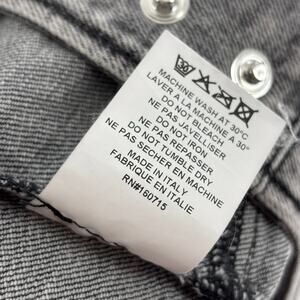 30
MACHINE WASH AT 30°C
LAVER A LA MACHINE A 30°
DO NOT BLEACH
NE PAS JAVELLISER
DO NOT IRON
NE PAS REPASSER
DO NOT TUMBLE DRY
NE PAS SECHER EN MACHINE
MADE IN ITALY
FABRIQUE EN ITALIE
RN#160715